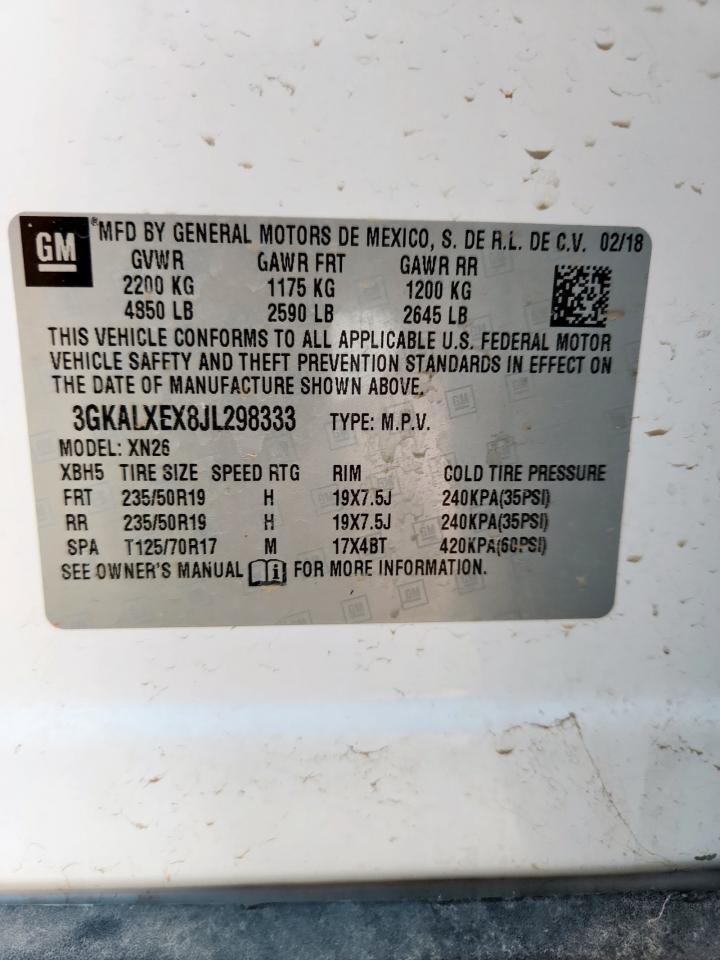 GM ® MFD BY GENERAL MOTORS DE MEXICO, S. DE R.L. DE C.V. 02/18
GVWR GAWR FRT GAWR RR
2200 KG 1175 KG 1200 KG
4850 LB 2590 LB 2645 LB
THIS VEHICLE CONFORMS TO ALL APPLICABLE U.S. FEDERAL MOTOR
VEHICLE SAFETY AND THEFT PREVENTION STANDARDS IN EFFECT ON
THE DATE OF MANUFACTURE SHOWN ABOVE.
3GKALXEX8JL298333 TYPE: M.P.V.
MODEL: XN26
XBH5 TIRE SIZE SPEED RTG RIM COLD TIRE PRESSURE
FRT 235/50R19 H 19X7.5J 240KPA(35PSI)
RR 235/50R19 H 19X7.5J 240KPA(35PSI)
SPA T125/70R17 M 17X4BT 420KPA(60PSI)
SEE OWNER'S MANUAL i FOR MORE INFORMATION.